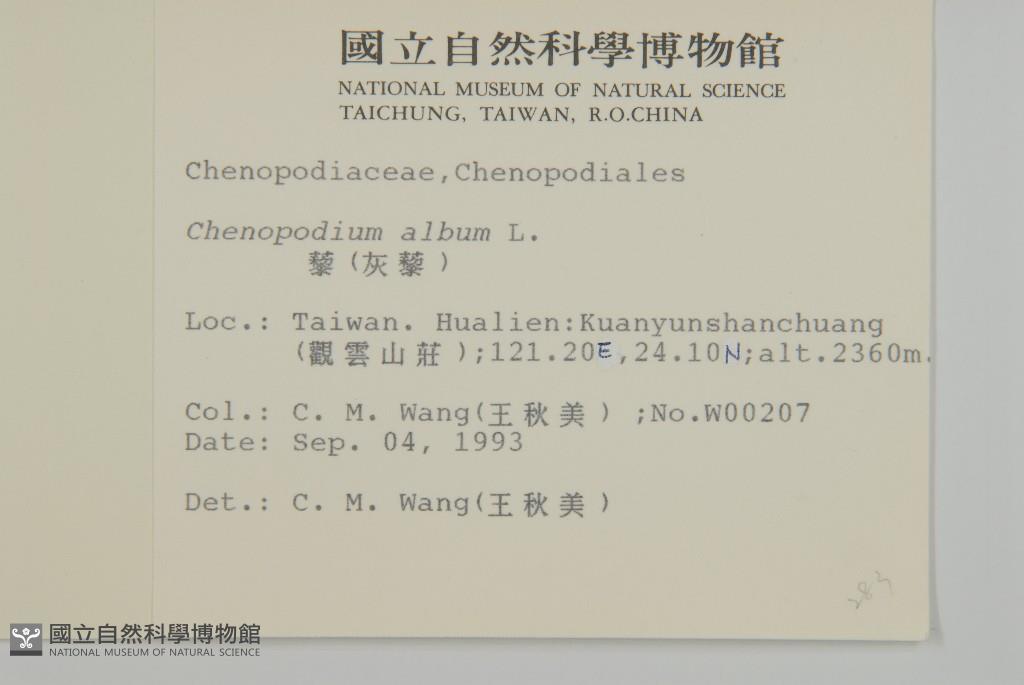 國立自然科學博物館
NATIONAL MUSEUM OF NATURAL SCIENCE
TAICHUNG, TAIWAN, R.O.CHINA
Chenopodiaceae,Chenopodiales
Chenopodium album L.
藜(灰藜)
Loc.: Taiwan. Hualien:Kuanyunshanchuang
(觀雲山莊);121.20E,24.10N;alt.2360m.
Col.: C. M. Wang(王秋美) ;No.W00207
Date: Sep. 04, 1993
Det.: C. M. Wang(王秋美)
283
國立自然科學博物館
NATIONAL MUSEUM OF NATURAL SCIENCE